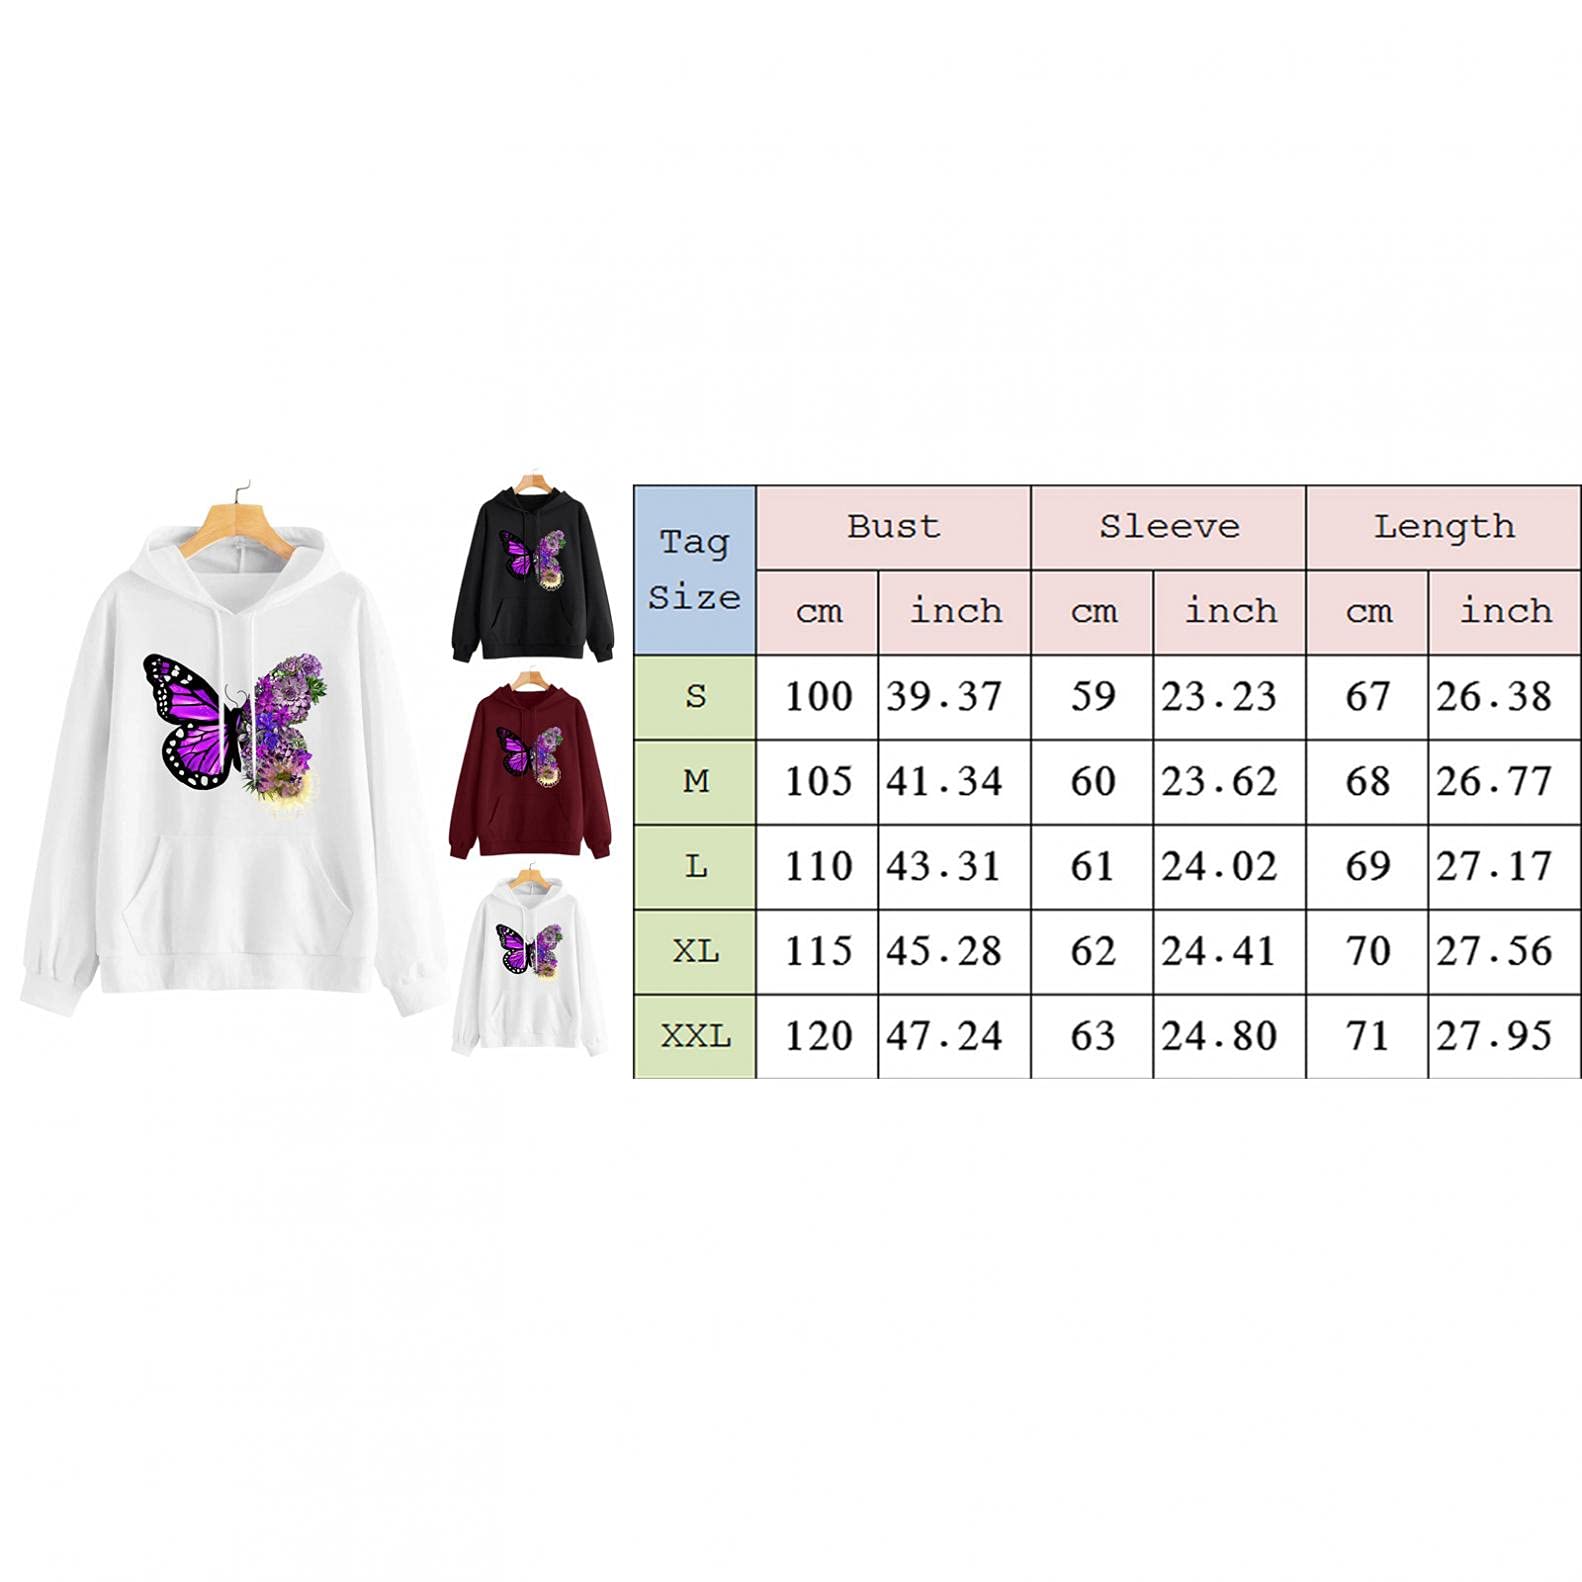 Tag Size Bust Sleeve Length
cm inch cm inch cm inch
S 100 39.37 59 23.23 67 26.38
M 105 41.34 60 23.62 68 26.77
L 110 43.31 61 24.02 69 27.17
XL 115 45.28 62 24.41 70 27.56
XXL 120 47.24 63 24.80 71 27.95